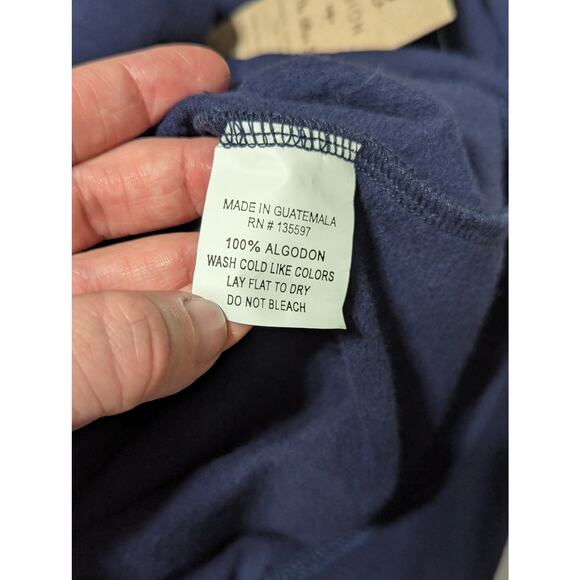 MADE IN GUATEMALA
RN # 135597
100% ALGODON
WASH COLD LIKE COLORS
LAY FLAT TO DRY
DO NOT BLEACH